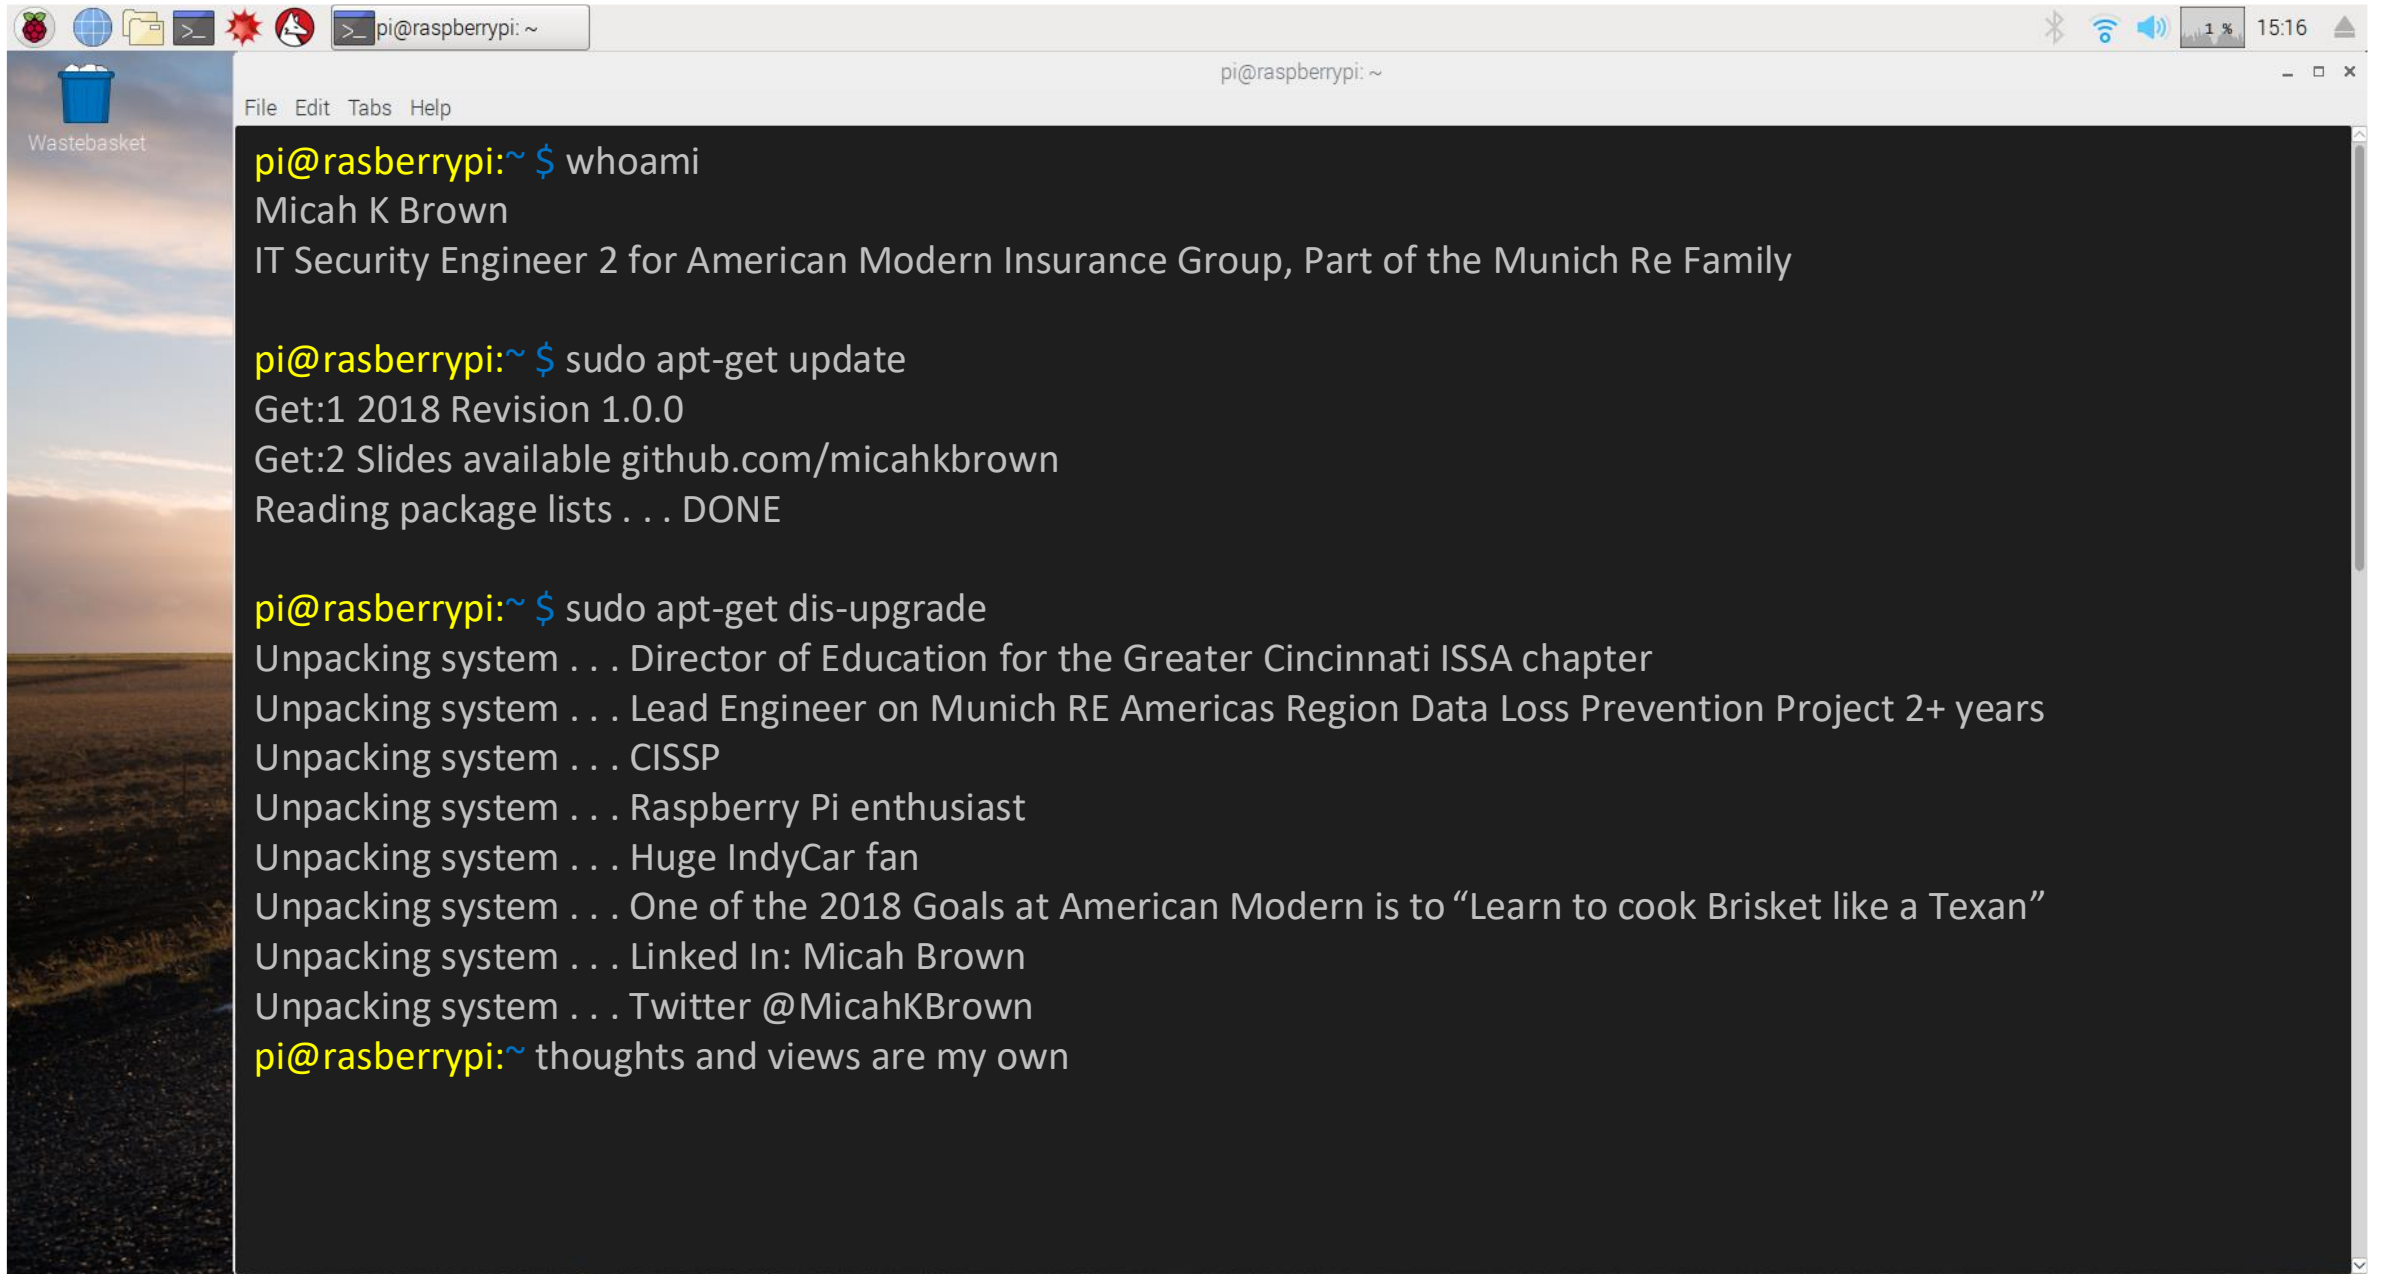 pi@raspberrypi: ~
1 %
15:16
pi@raspberrypi: ~
File Edit Tabs Help
Wastebasket
pi@rasberrypi:~ $ whoami
Micah K Brown
IT Security Engineer 2 for American Modern Insurance Group, Part of the Munich Re Family
pi@rasberrypi:~ $ sudo apt-get update
Get:1 2018 Revision 1.0.0
Get:2 Slides available github.com/micahkbrown
Reading package lists . . . DONE
pi@rasberrypi:~ $ sudo apt-get dis-upgrade
Unpacking system . . . Director of Education for the Greater Cincinnati ISSA chapter
Unpacking system . . . Lead Engineer on Munich RE Americas Region Data Loss Prevention Project 2+ years
Unpacking system . . . CISSP
Unpacking system . . . Raspberry Pi enthusiast
Unpacking system . . . Huge IndyCar fan
Unpacking system . . . One of the 2018 Goals at American Modern is to “Learn to cook Brisket like a Texan”
Unpacking system . . . Linked In: Micah Brown
Unpacking system . . . Twitter @MicahKBrown
pi@rasberrypi:~ thoughts and views are my own